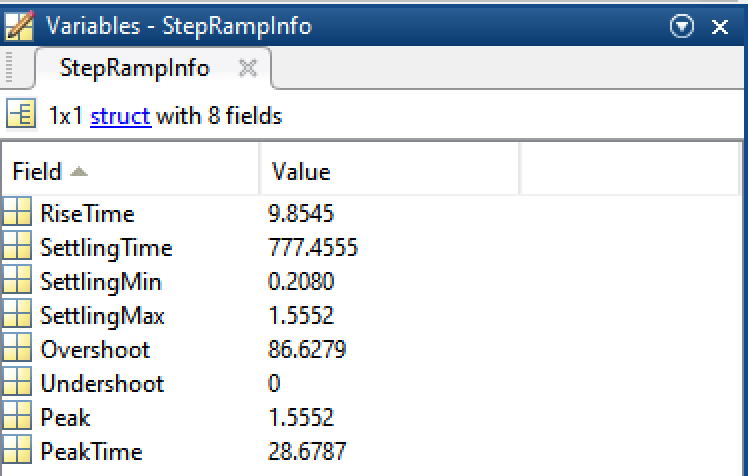 Variables - StepRampInfo
StepRampInfo
1x1 struct with 8 fields
Field Value
RiseTime 9.8545
SettlingTime 777.4555
SettlingMin 0.2080
SettlingMax 1.5552
Overshoot 86.6279
Undershoot 0
Peak 1.5552
PeakTime 28.6787